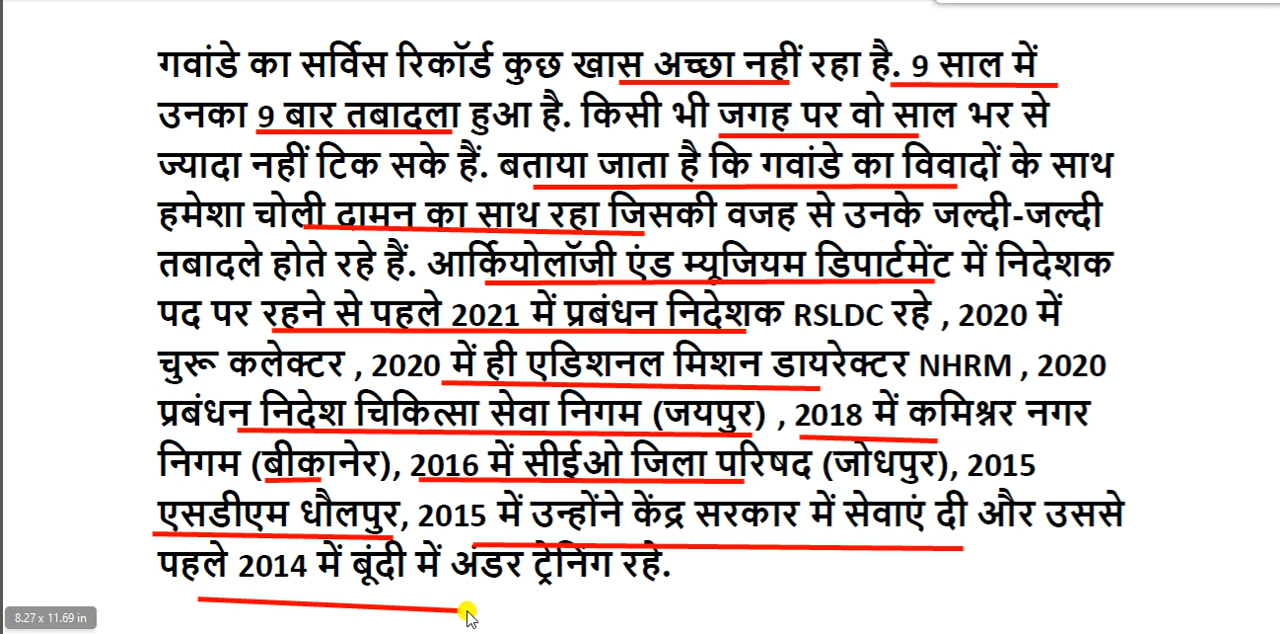 गवांडे का सर्विस रिकॉर्ड कुछ खास अच्छा नहीं रहा है. 9 साल में
उनका 9 बार तबादला हुआ है. किसी भी जगह पर वो साल भर से
ज्यादा नहीं टिक सके हैं. बताया जाता है कि गवांडे का विवादों के साथ
हमेशा चोली दामन का साथ रहा जिसकी वजह से उनके जल्दी-जल्दी
तबादले होते रहे हैं. आर्कियोलॉजी एंड म्यूजियम डिपार्टमेंट में निदेशक
पद पर रहने से पहले 2021 में प्रबंधन निदेशक RSLDC रहे , 2020 में
चुरू कलेक्टर , 2020 में ही एडिशनल मिशन डायरेक्टर NHRM , 2020
प्रबंधन निदेश चिकित्सा सेवा निगम (जयपुर) , 2018 में कमिश्नर नगर
निगम (बीकानेर), 2016 में सीईओ जिला परिषद (जोधपुर), 2015
एसडीएम धौलपुर, 2015 में उन्होंने केंद्र सरकार में सेवाएं दी और उससे
पहले 2014 में बूंदी में अंडर ट्रेनिंग रहे.
8.27 x 11.69 in